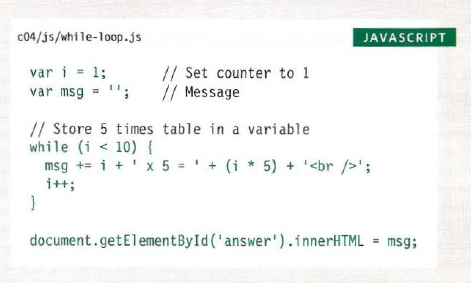 c04/js/while-loop.js JAVASCRIPT
var i = 1; // Set counter to 1
var msg = ''; // Message
// Store 5 times table in a variable
while (i < 10) {
msg += i + ' x 5 = ' + (i * 5) + '<br />';
i++;
}
document.getElementById('answer').innerHTML = msg;